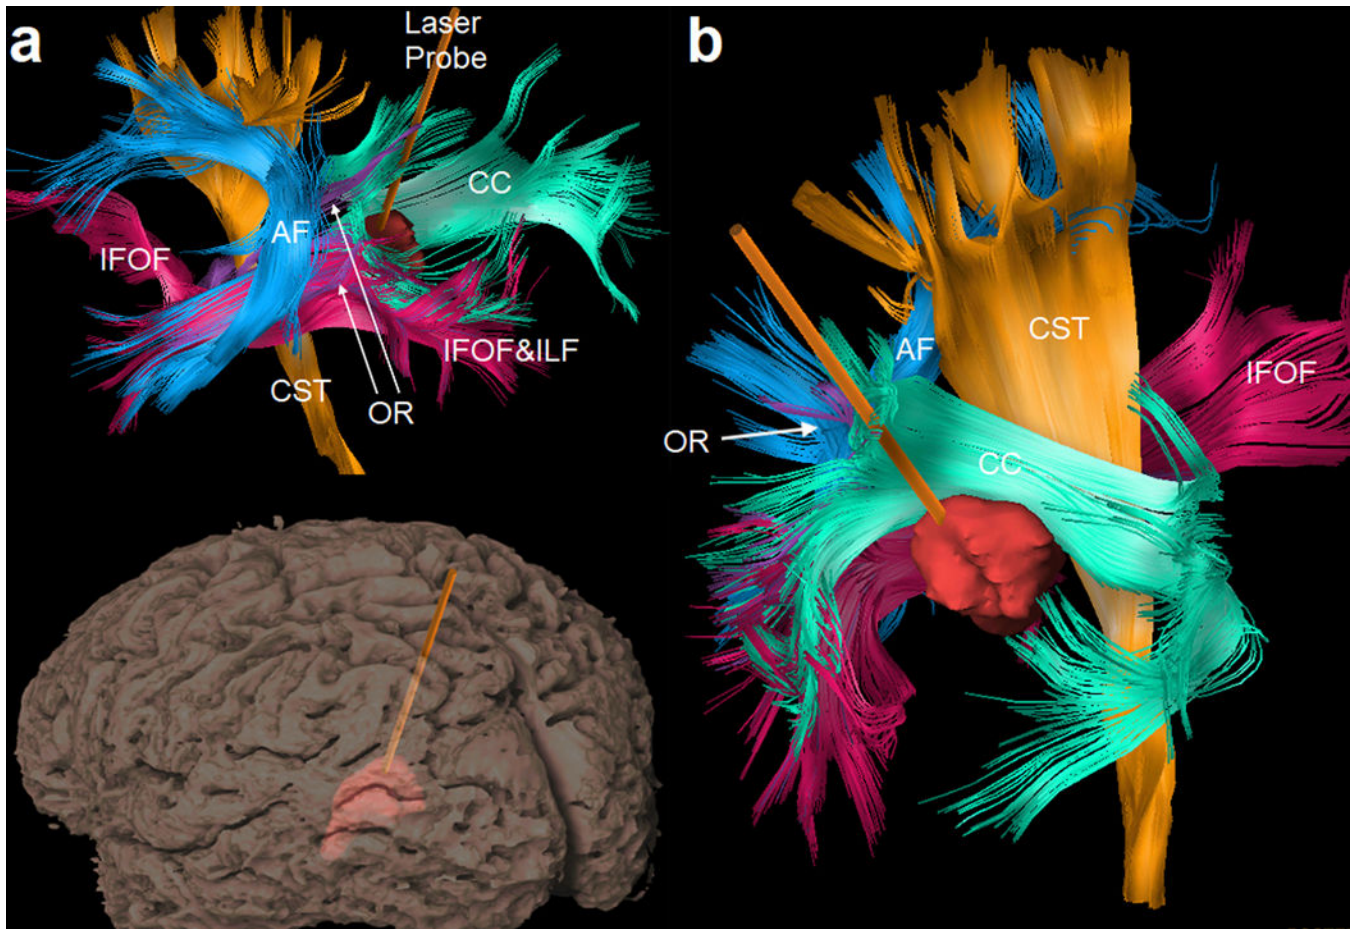 a
Laser
Probe
CC
AF
IFOF
IFOF&ILF
CST
OR
b
CST
AF
IFOF
OR
CC